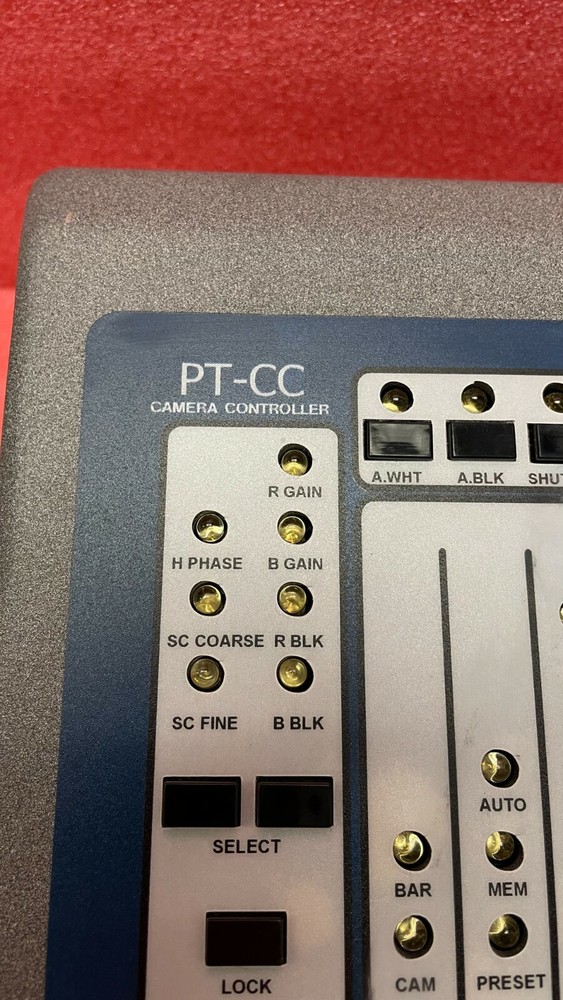 PT-CC
CAMERA CONTROLLER
A.WHT A.BLK
R GAIN
H PHASE B GAIN
SC COARSE R BLK
SC FINE B BLK
AUTO
SELECT
BAR MEM
LOCK CAM PRESET